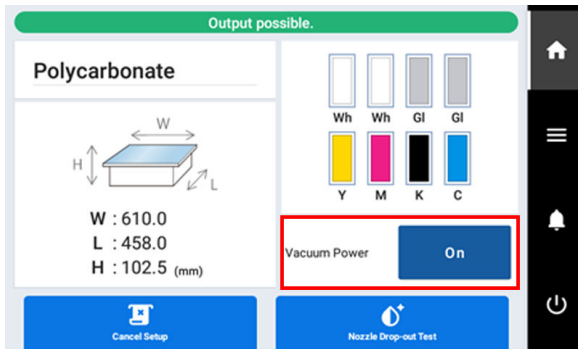 Output possible.
Polycarbonate
W
H
L
W : 610.0
L : 458.0
H : 102.5 (mm)
Wh Wh Gl Gl
Y M K C
Vacuum Power On
Cancel Setup
Nozzle Drop-out Test